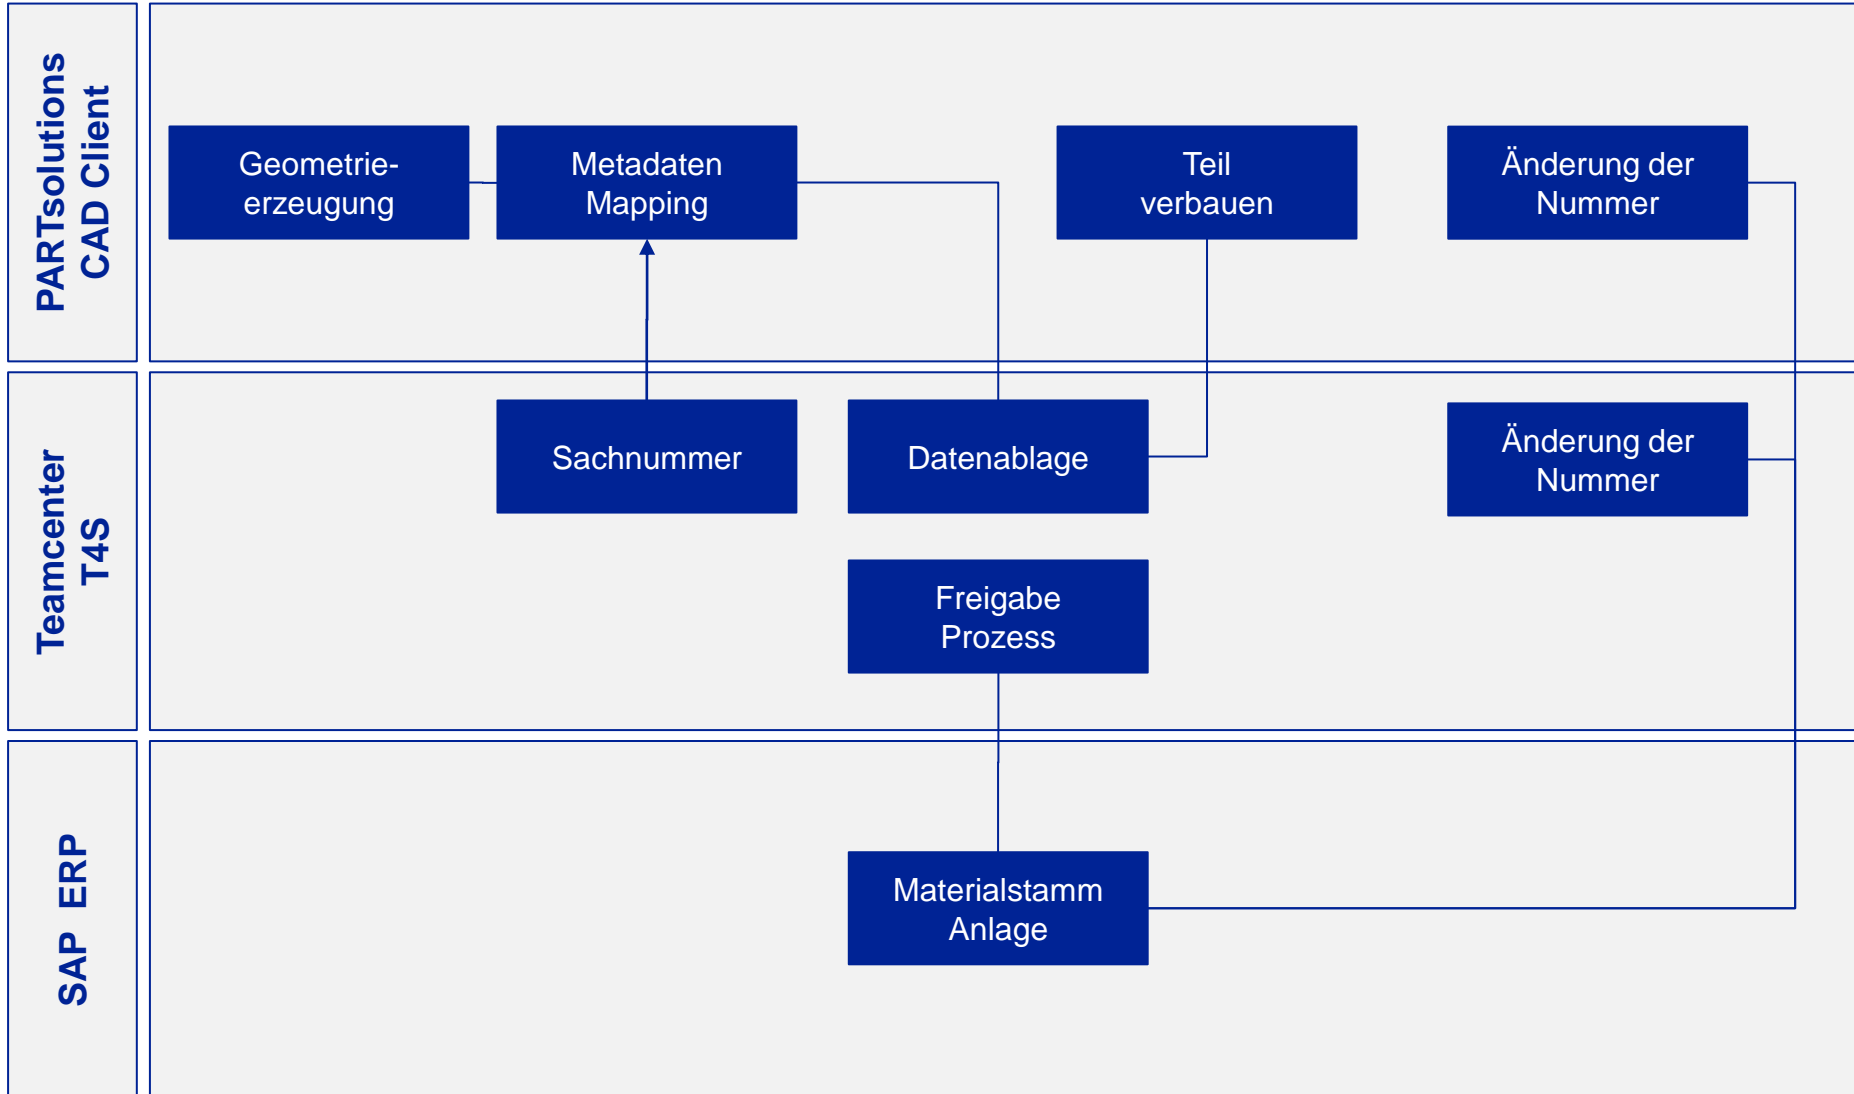 PARTsolutions
CAD Client
Geometrie-
erzeugung
Metadaten
Mapping
Teil
verbauen
Änderung der
Nummer
Teamcenter
T4S
Sachnummer
Datenablage
Änderung der
Nummer
Freigabe
Prozess
SAP ERP
Materialstamm
Anlage